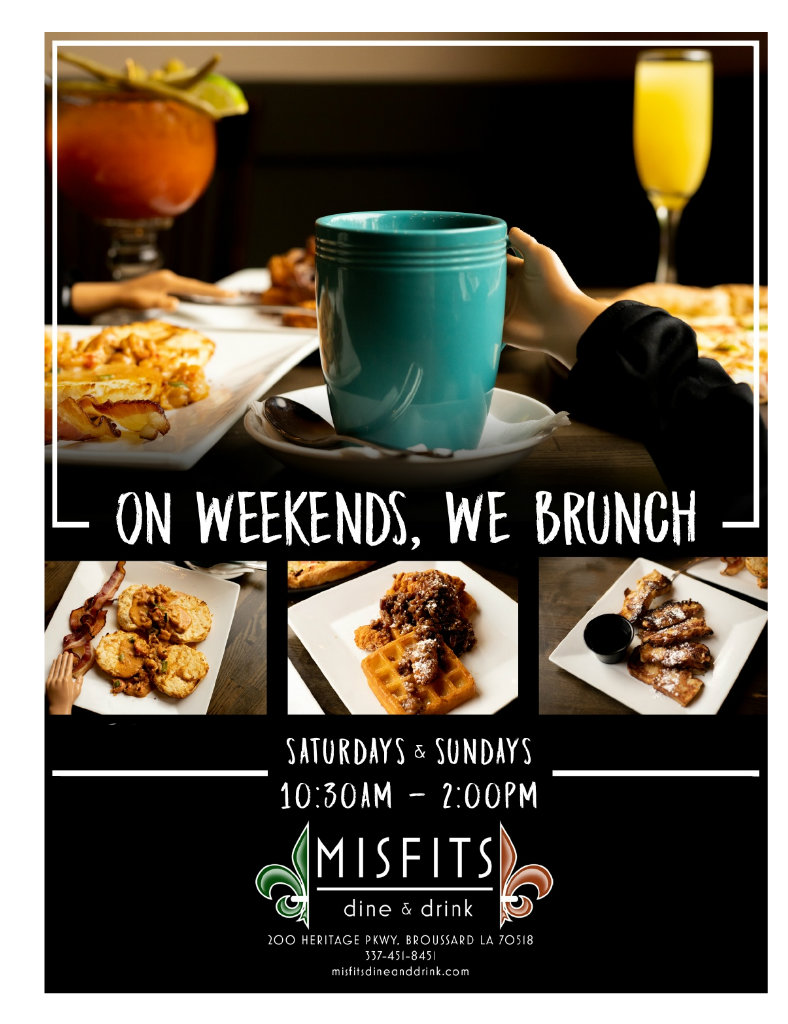 ON WEEKENDS, WE BRUNCH
SATURDAYS & SUNDAYS
10:30AM – 2:00PM
MISFITS
dine & drink
200 HERITAGE PKWY, BROUSSARD LA 70518
337-451-8451
misfitsdineanddrink.com